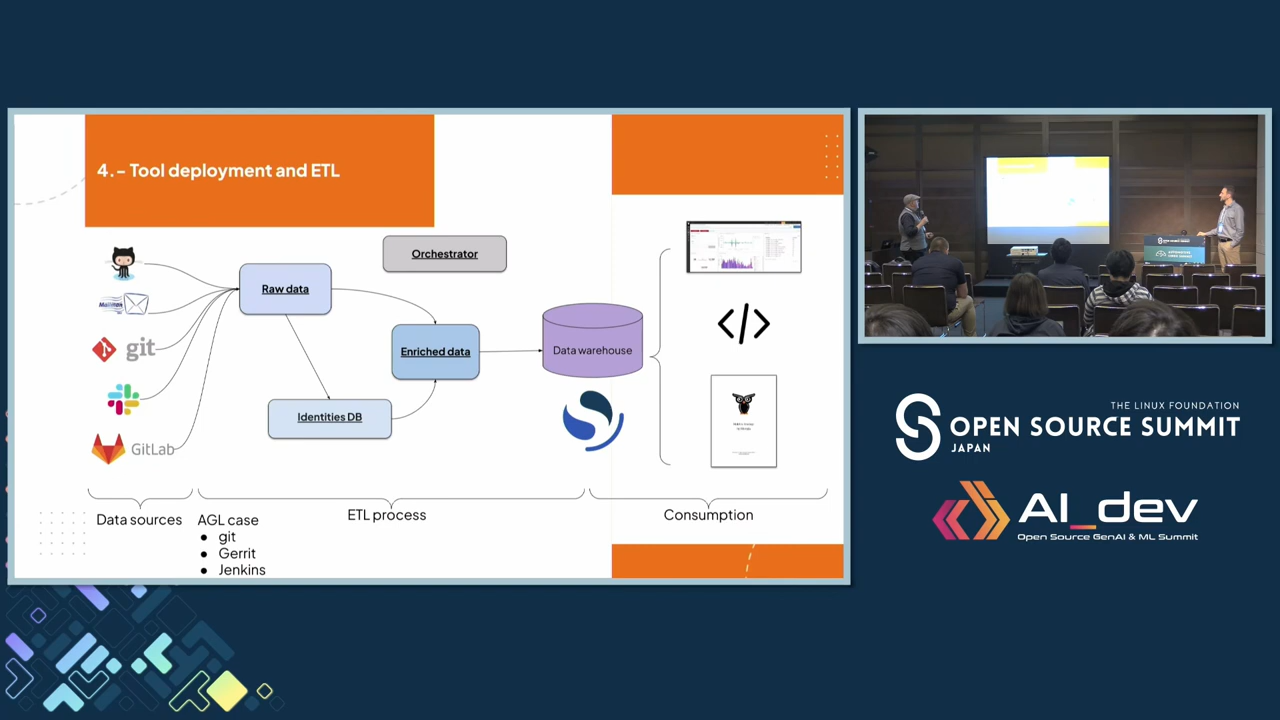 4.- Tool deployment and ETL
Orchestrator
Raw data
git
Enriched data
Data warehouse
Identities DB
GitLab
Data sources
ETL process
Consumption
AGL case
● git
● Gerrit
● Jenkins
THE LINUX FOUNDATION
OPEN SOURCE SUMMIT
JAPAN
AI_dev
Open Source GenAI & ML Summit